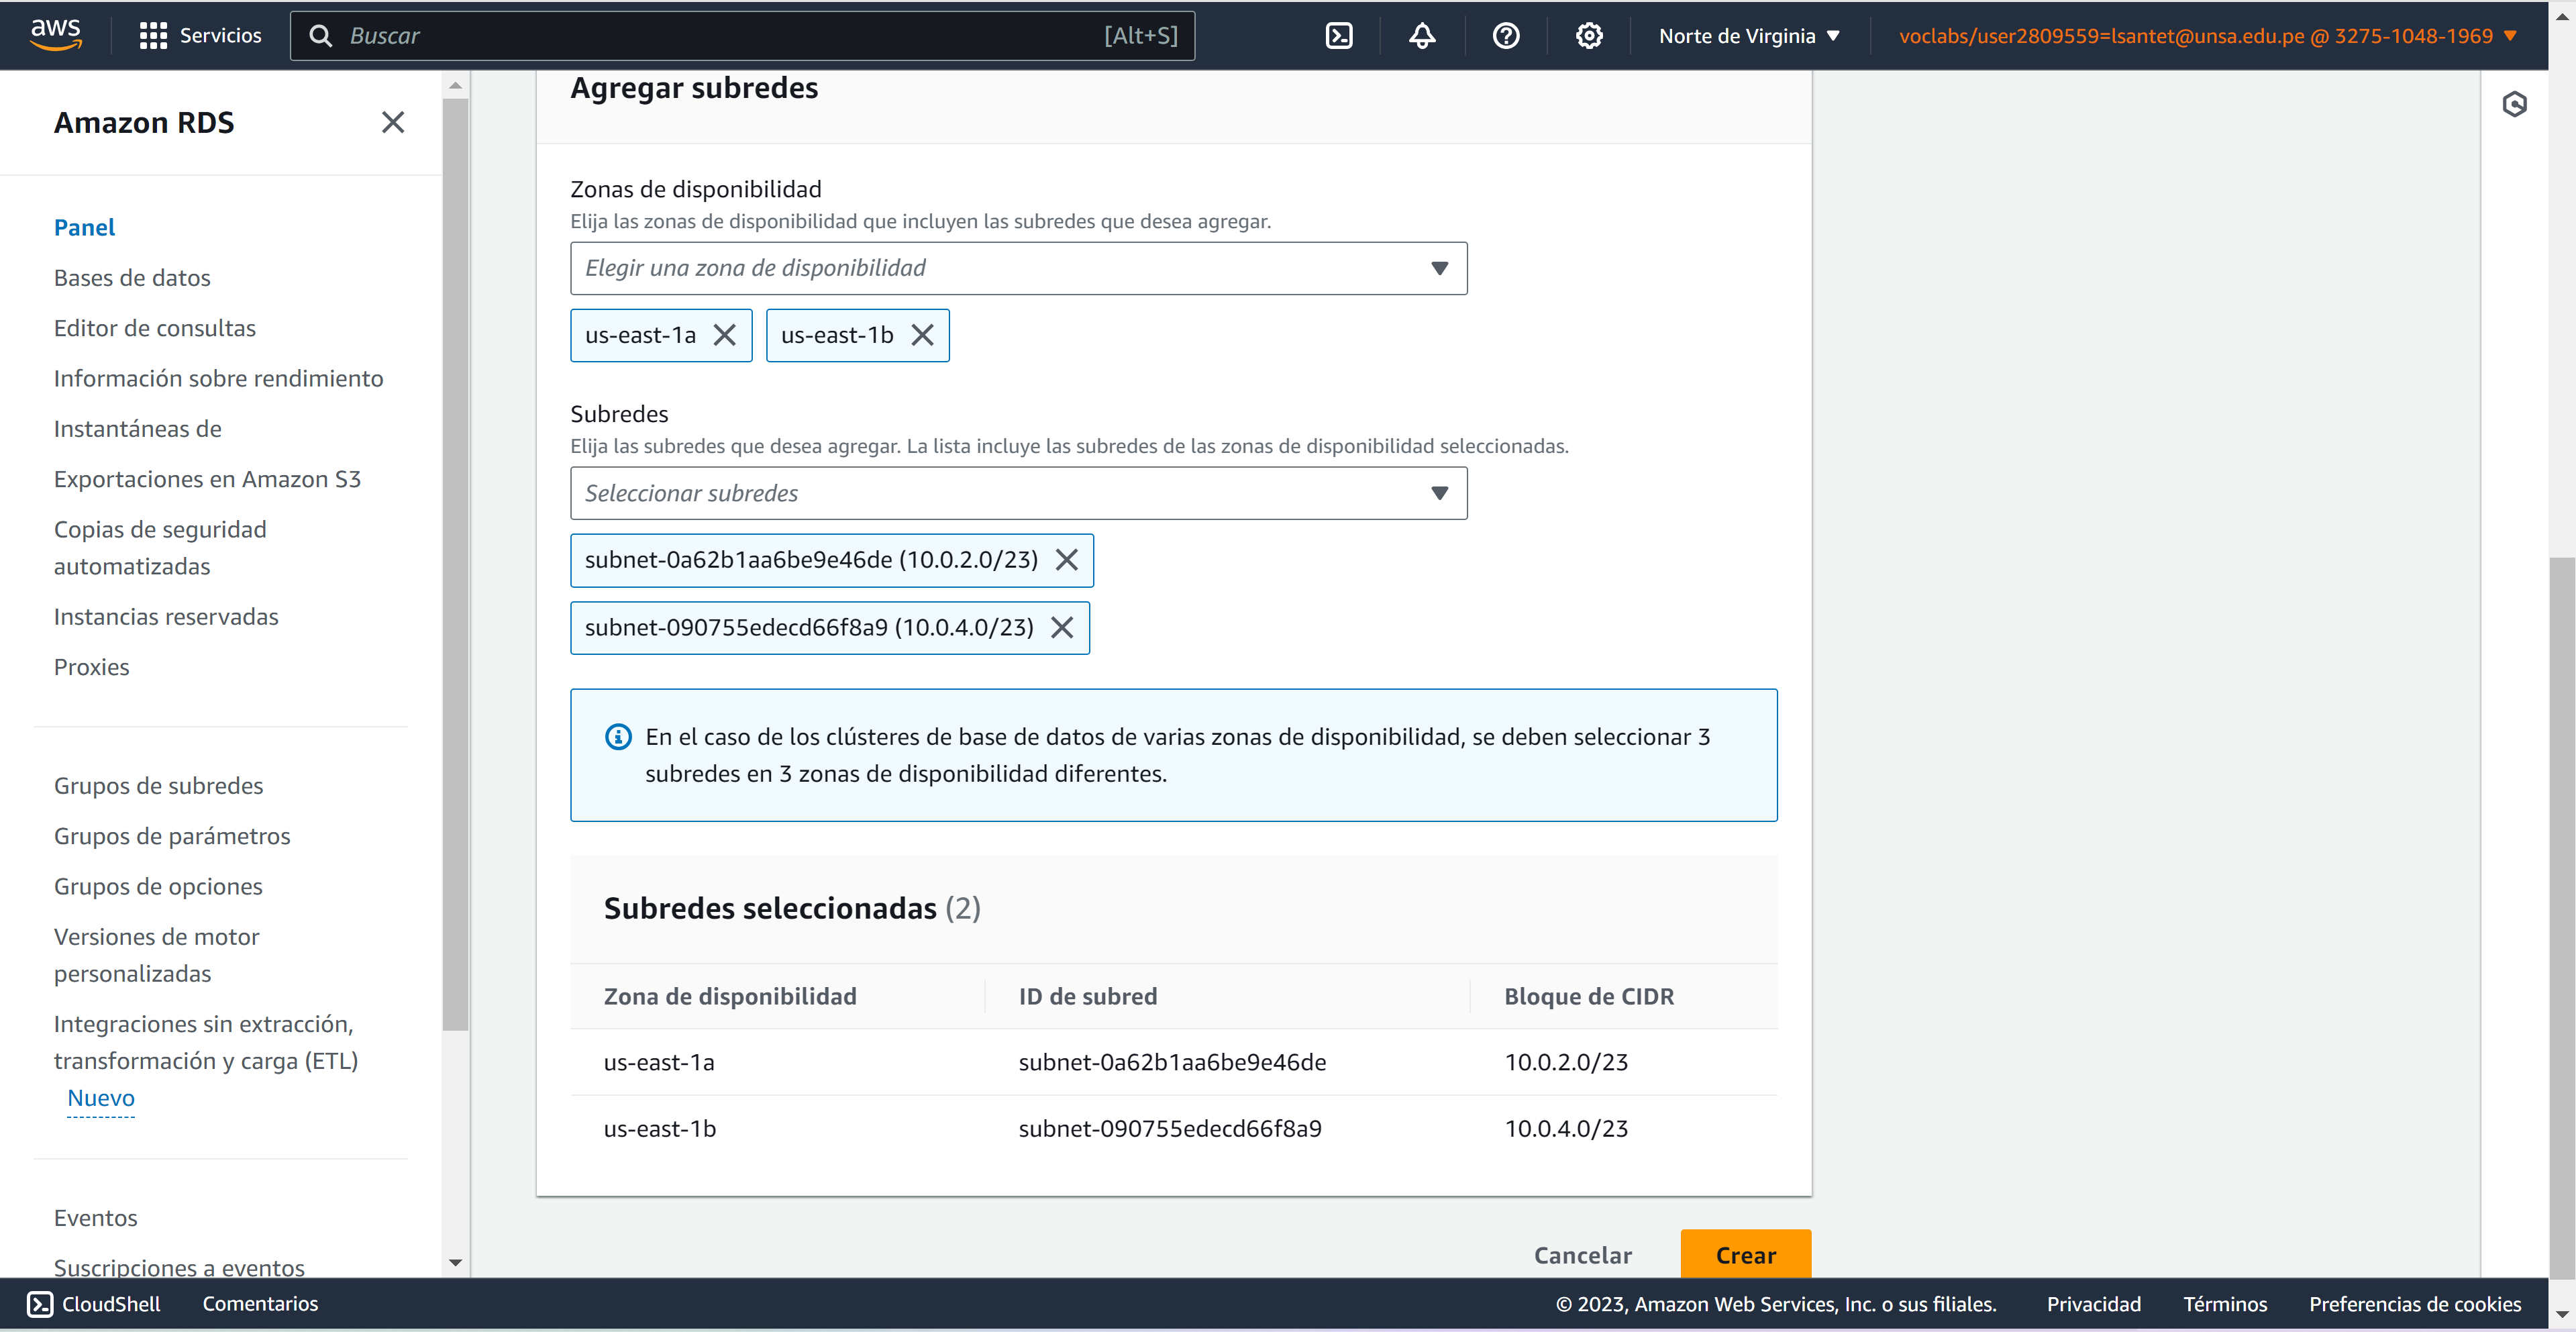 aws
Servicios
Buscar
[Alt+S]
Norte de Virginia
voclabs/user2809559=lsantet@unsa.edu.pe @ 3275-1048-1969
Amazon RDS
Panel
Bases de datos
Editor de consultas
Información sobre rendimiento
Instantáneas de
Exportaciones en Amazon S3
Copias de seguridad
automatizadas
Instancias reservadas
Proxies
Grupos de subredes
Grupos de parámetros
Grupos de opciones
Versiones de motor
personalizadas
Integraciones sin extracción,
transformación y carga (ETL)
Nuevo
Eventos
Suscripciones a eventos
Agregar subredes
Zonas de disponibilidad
Elija las zonas de disponibilidad que incluyen las subredes que desea agregar.
Elegir una zona de disponibilidad
us-east-1a
us-east-1b
Subredes
Elija las subredes que desea agregar. La lista incluye las subredes de las zonas de disponibilidad seleccionadas.
Seleccionar subredes
subnet-0a62b1aa6be9e46de (10.0.2.0/23)
subnet-090755edecd66f8a9 (10.0.4.0/23)
En el caso de los clústeres de base de datos de varias zonas de disponibilidad, se deben seleccionar 3
subredes en 3 zonas de disponibilidad diferentes.
Subredes seleccionadas (2)
Zona de disponibilidad
ID de subred
Bloque de CIDR
us-east-1a
subnet-0a62b1aa6be9e46de
10.0.2.0/23
us-east-1b
subnet-090755edecd66f8a9
10.0.4.0/23
Cancelar
Crear
CloudShell
Comentarios
© 2023, Amazon Web Services, Inc. o sus filiales.
Privacidad
Términos
Preferencias de cookies